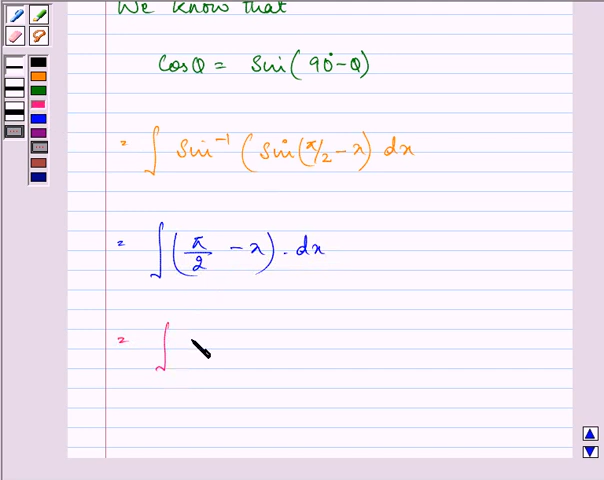 We know that
Cosθ = Sin(90°-θ)
= ∫ Sin⁻¹ (Sin(π/2 - x) dx
= ∫(π/2 - x) . dx
= ∫